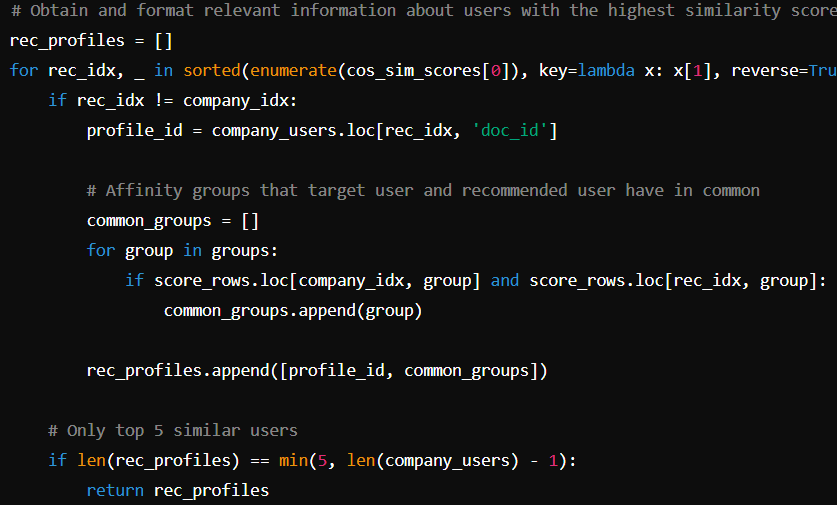 # Obtain and format relevant information about users with the highest similarity score
rec_profiles = []
for rec_idx, _ in sorted(enumerate(cos_sim_scores[0]), key=lambda x: x[1], reverse=Tru
    if rec_idx != company_idx:
        profile_id = company_users.loc[rec_idx, 'doc_id']
        # Affinity groups that target user and recommended user have in common
        common_groups = []
        for group in groups:
            if score_rows.loc[company_idx, group] and score_rows.loc[rec_idx, group]:
                common_groups.append(group)
        rec_profiles.append([profile_id, common_groups])
    # Only top 5 similar users
    if len(rec_profiles) == min(5, len(company_users) - 1):
        return rec_profiles